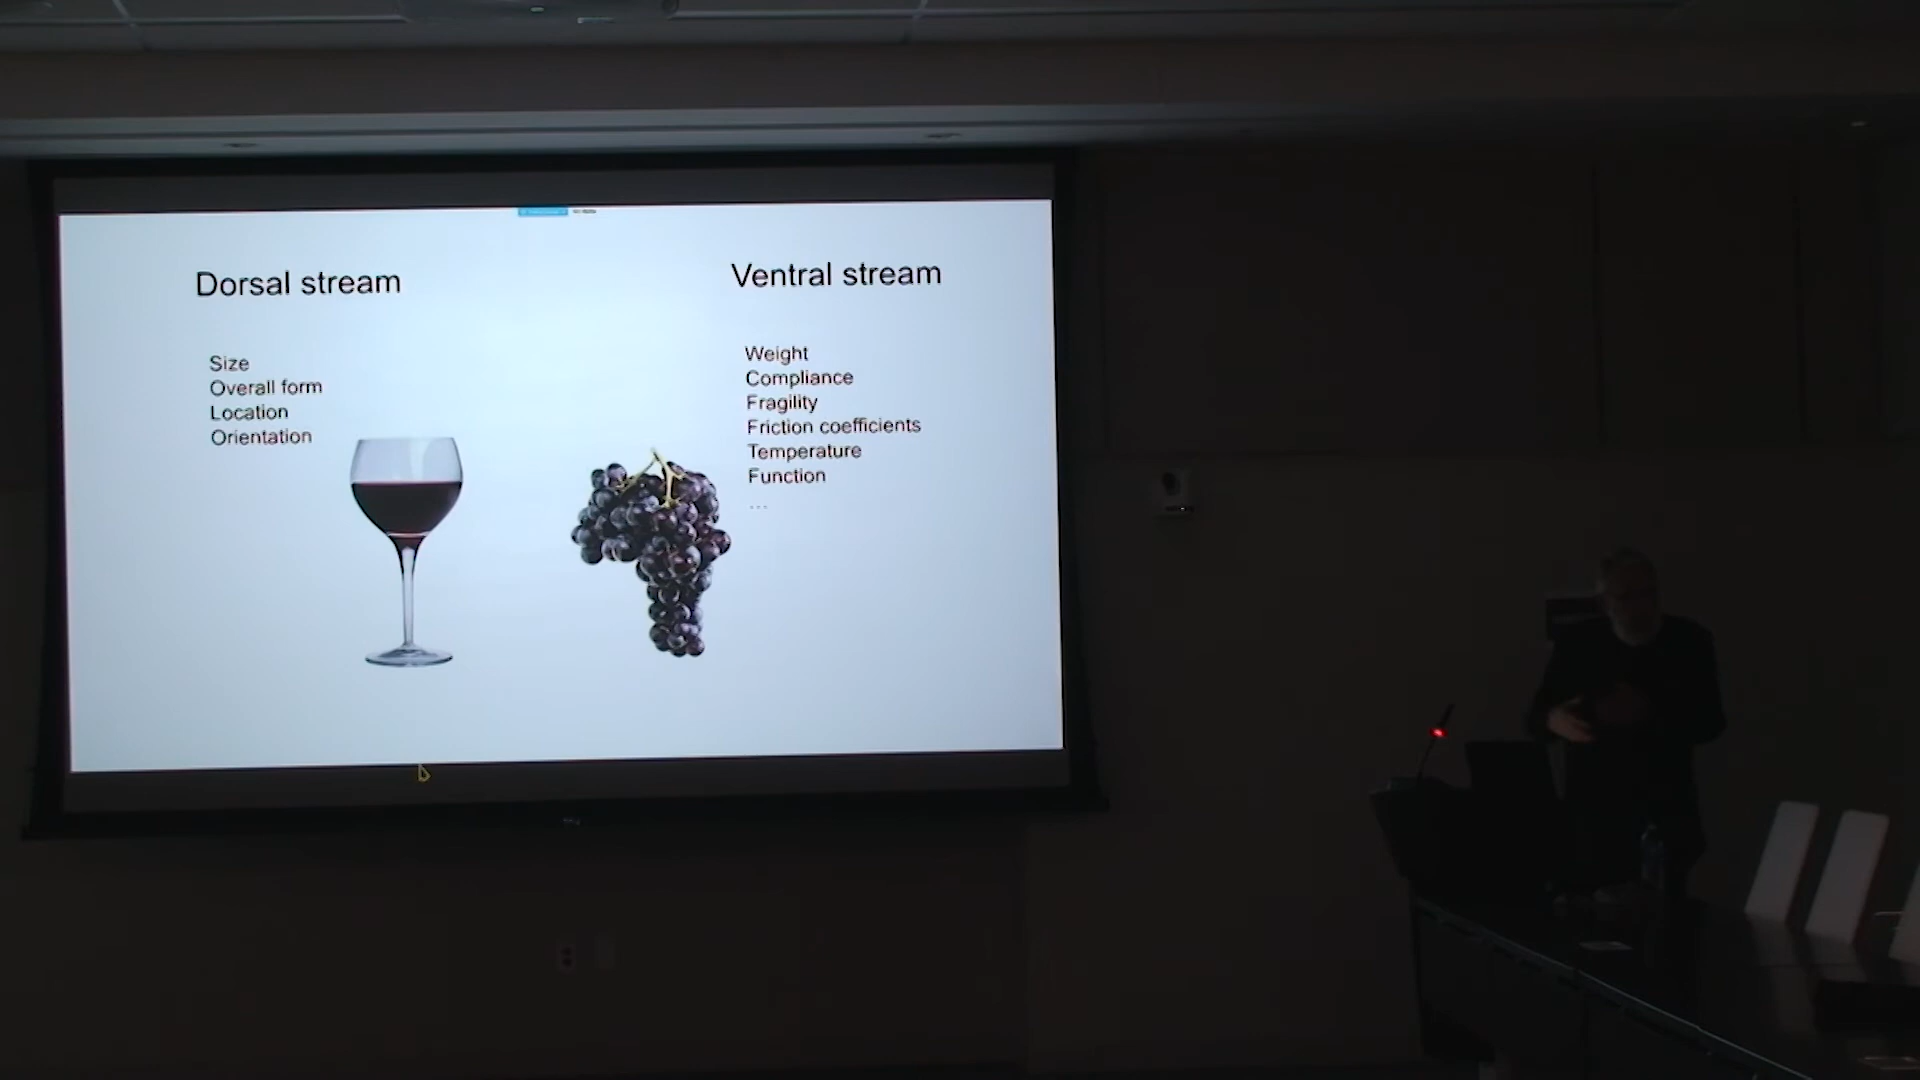 Dorsal stream
Size
Overall form
Location
Orientation
Ventral stream
Weight
Compliance
Fragility
Friction coefficients
Temperature
Function
...